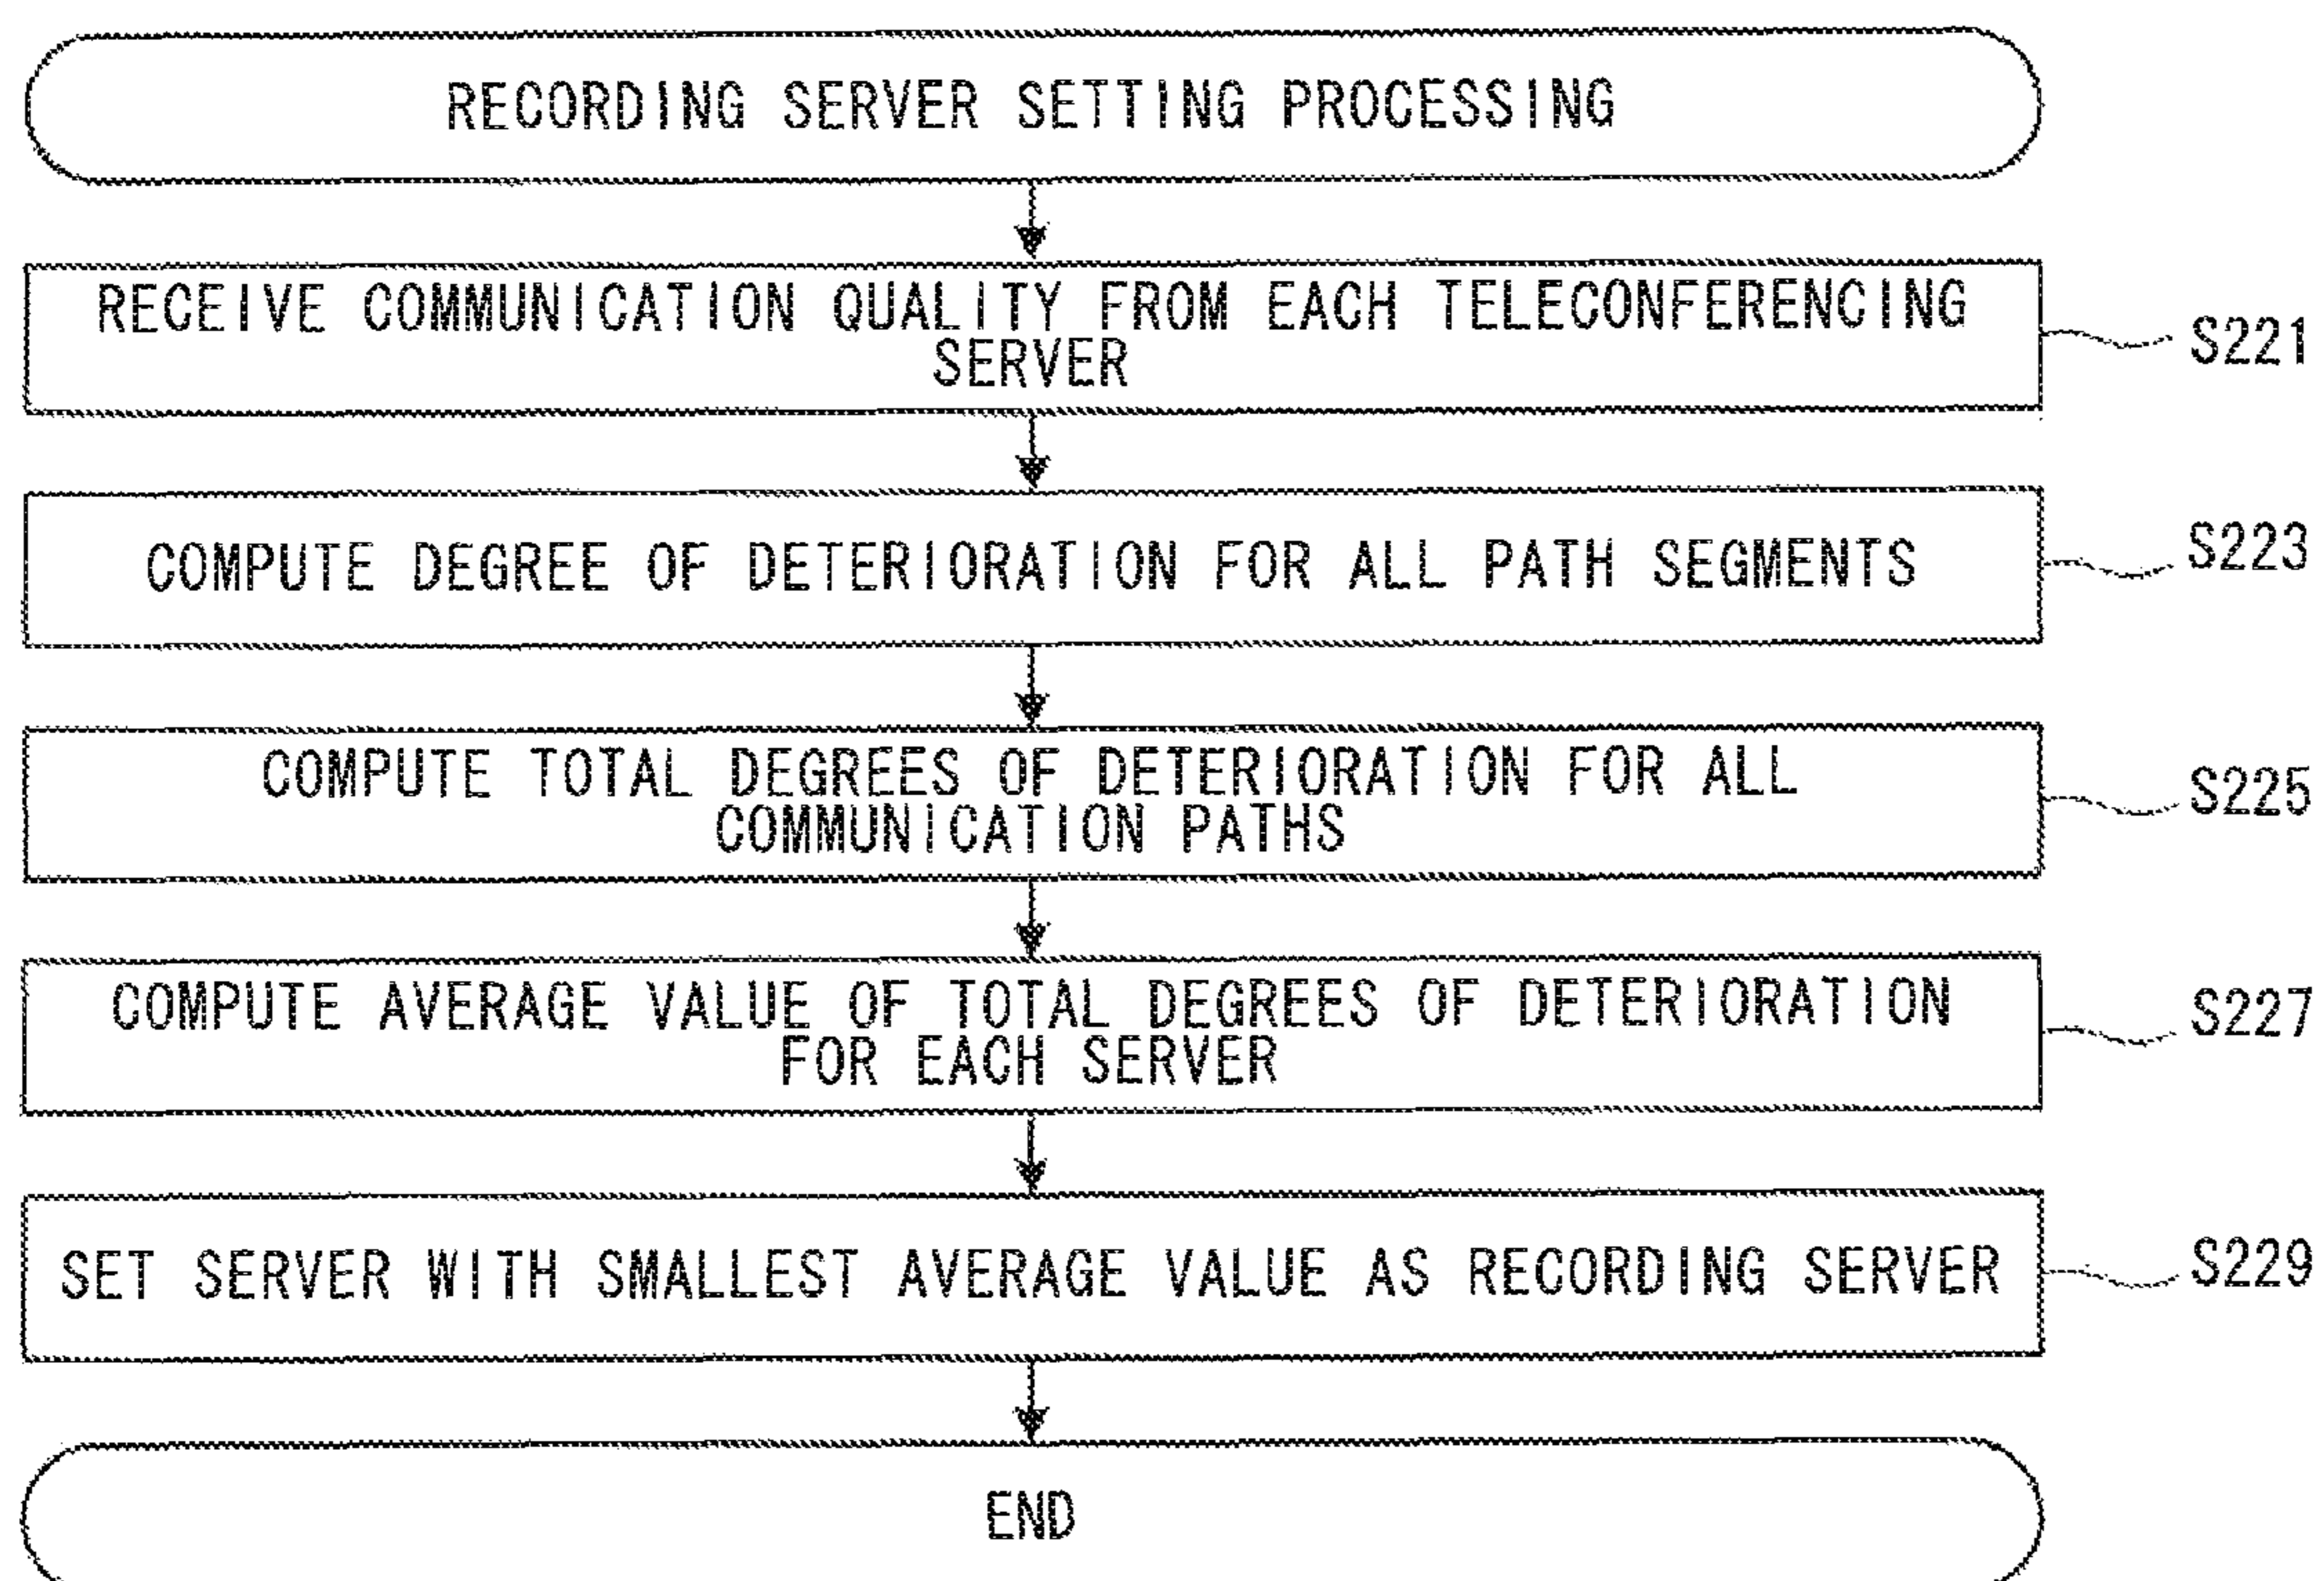 RECORDING SERVER SETTING PROCESSING
RECEIVE COMMUNICATION QUALITY FROM EACH TELECONFERENCING
SERVER
S221
COMPUTE DEGREE OF DETERIORATION FOR ALL PATH SEGMENTS
S223
COMPUTE TOTAL DEGREES OF DETERIORATION FOR ALL
COMMUNICATION PATHS
S225
COMPUTE AVERAGE VALUE OF TOTAL DEGREES OF DETERIORATION
FOR EACH SERVER
S227
SET SERVER WITH SMALLEST AVERAGE VALUE AS RECORDING SERVER
S229
END